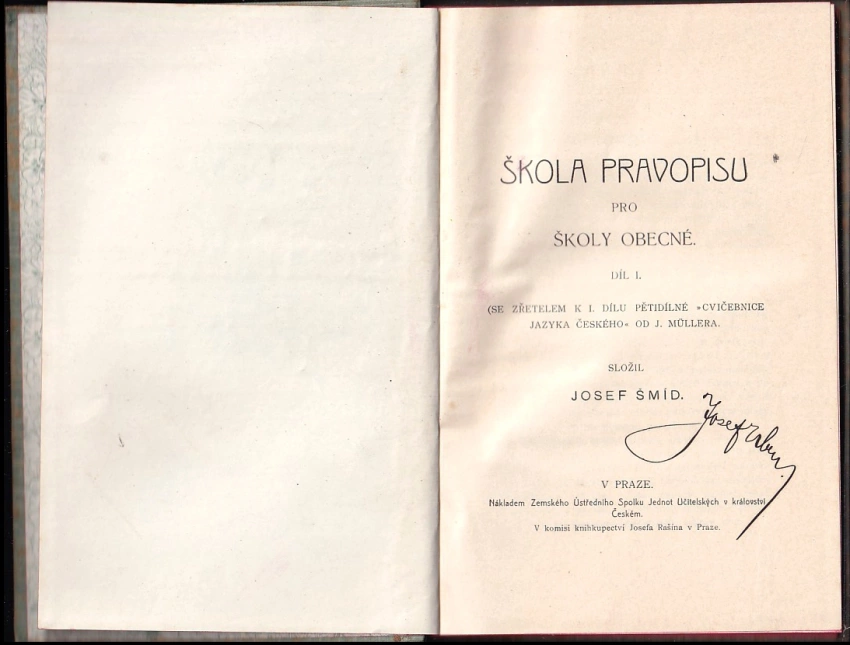 ŠKOLA PRAVOPISU
PRO
ŠKOLY OBECNÉ.
DÍL I.
(SE ZŘETELEM K I. DÍLU PĚTIDÍLNÉ »CVIČEBNICE
JAZYKA ČESKÉHO« OD J. MÜLLERA.
SLOŽIL
JOSEF ŠMÍD.
Josef
V PRAZE.
Nákladem Zemského Ústředního Spolku Jednot Učitelských v království
Českém.
V komisi knihkupectví Josefa Rašína v Praze.